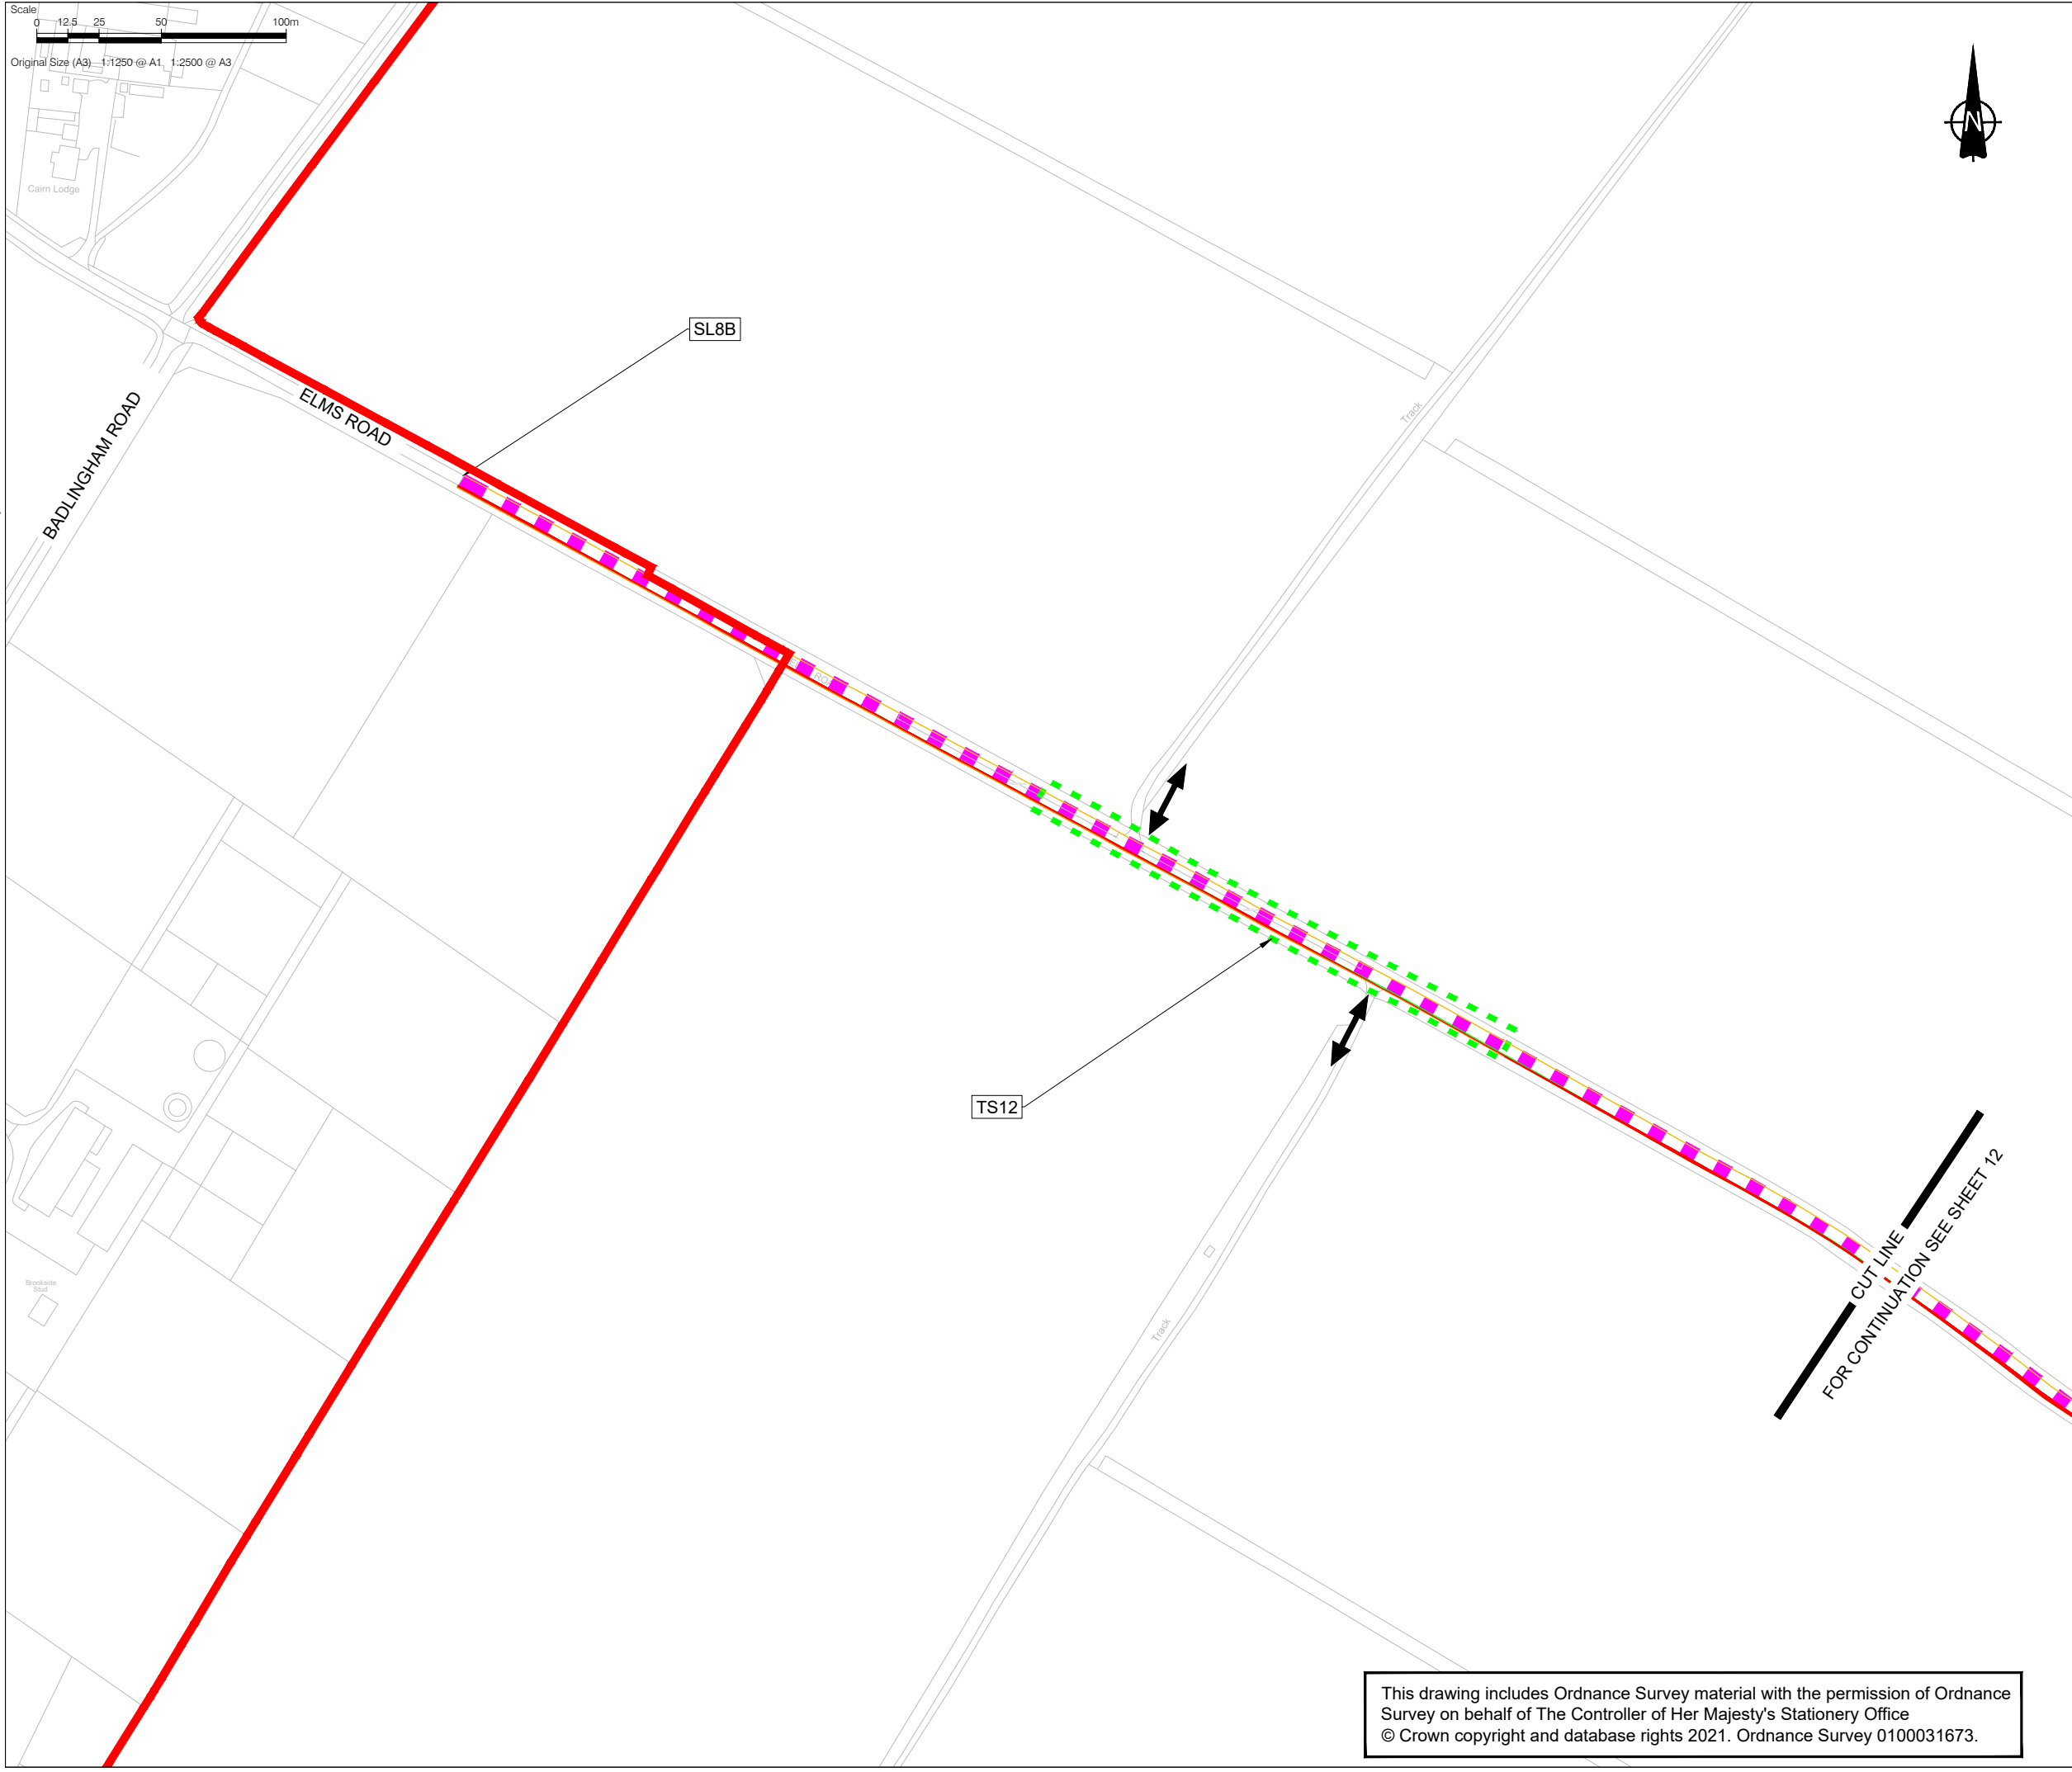 Scale
0 12.5 25 50 100m
Original Size (A3) 1:1250 @ A1 1:2500 @ A3
N
Cairn Lodge
SL8B
ELMS ROAD
BADLINGHAM ROAD
Track
TS12
CUT LINE
FOR CONTINUATION SEE SHEET 12
Brookside
Stud
Track
This drawing includes Ordnance Survey material with the permission of Ordnance
Survey on behalf of The Controller of Her Majesty's Stationery Office
© Crown copyright and database rights 2021. Ordnance Survey 0100031673.